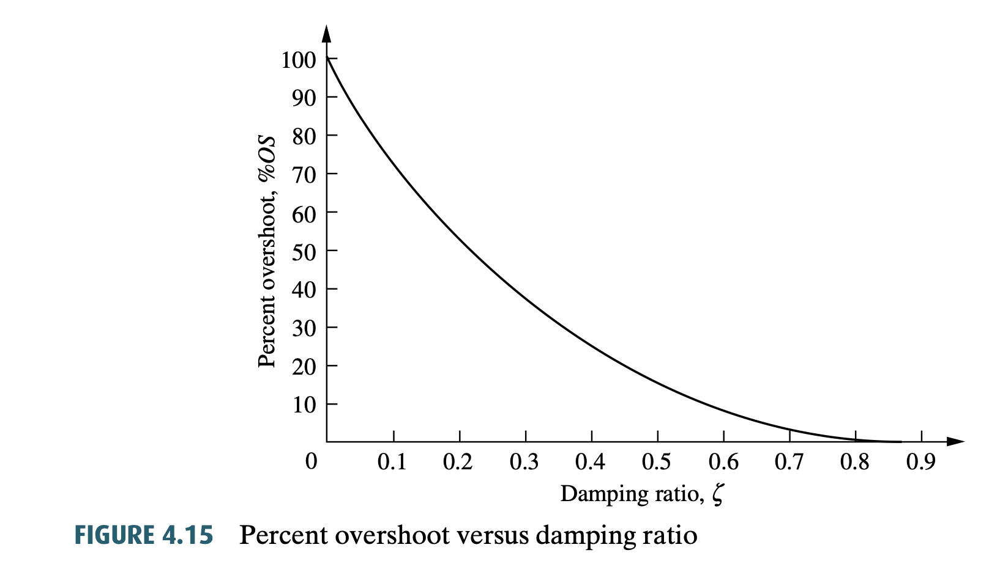 100
90
80
70
60
50
40
30
20
10
Percent overshoot, %OS
0 0.1 0.2 0.3 0.4 0.5 0.6 0.7 0.8 0.9
Damping ratio, ζ
FIGURE 4.15 Percent overshoot versus damping ratio